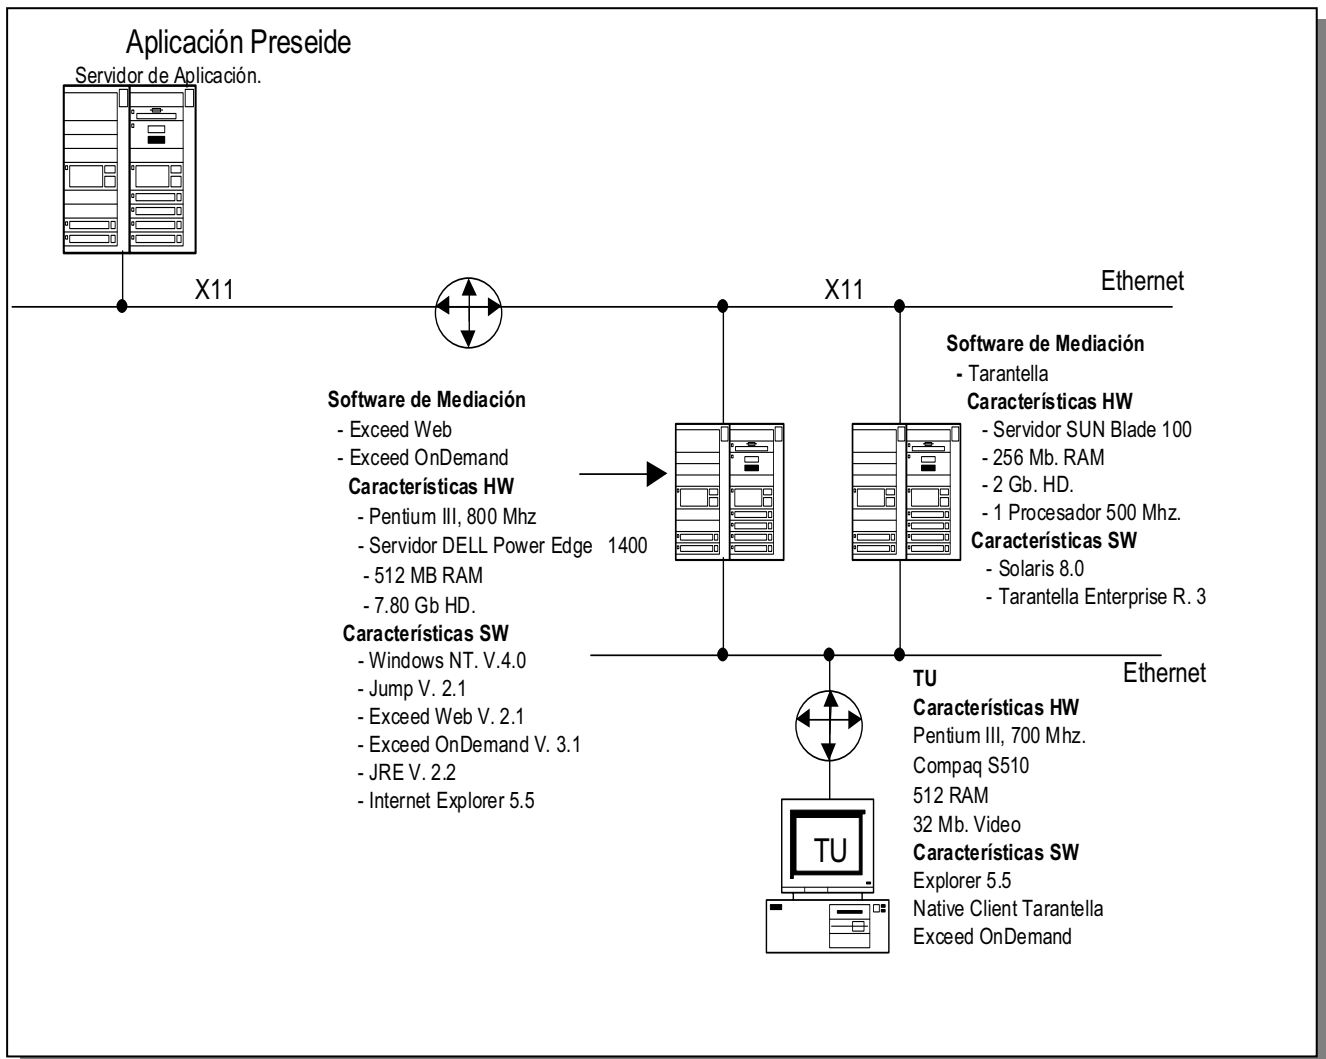 Aplicación Preseide
Servidor de Aplicación.
X11
X11
Ethernet
Software de Mediación
- Exceed Web
- Exceed OnDemand
Características HW
- Pentium III, 800 Mhz
- Servidor DELL Power Edge 1400
- 512 MB RAM
- 7.80 Gb HD.
Características SW
- Windows NT. V.4.0
- Jump V. 2.1
- Exceed Web V. 2.1
- Exceed OnDemand V. 3.1
- JRE V. 2.2
- Internet Explorer 5.5
Software de Mediación
- Tarantella
Características HW
- Servidor SUN Blade 100
- 256 Mb. RAM
- 2 Gb. HD.
- 1 Procesador 500 Mhz.
Características SW
- Solaris 8.0
- Tarantella Enterprise R. 3
Ethernet
TU
Características HW
Pentium III, 700 Mhz.
Compaq S510
512 RAM
32 Mb. Video
Características SW
Explorer 5.5
Native Client Tarantella
Exceed OnDemand
TU